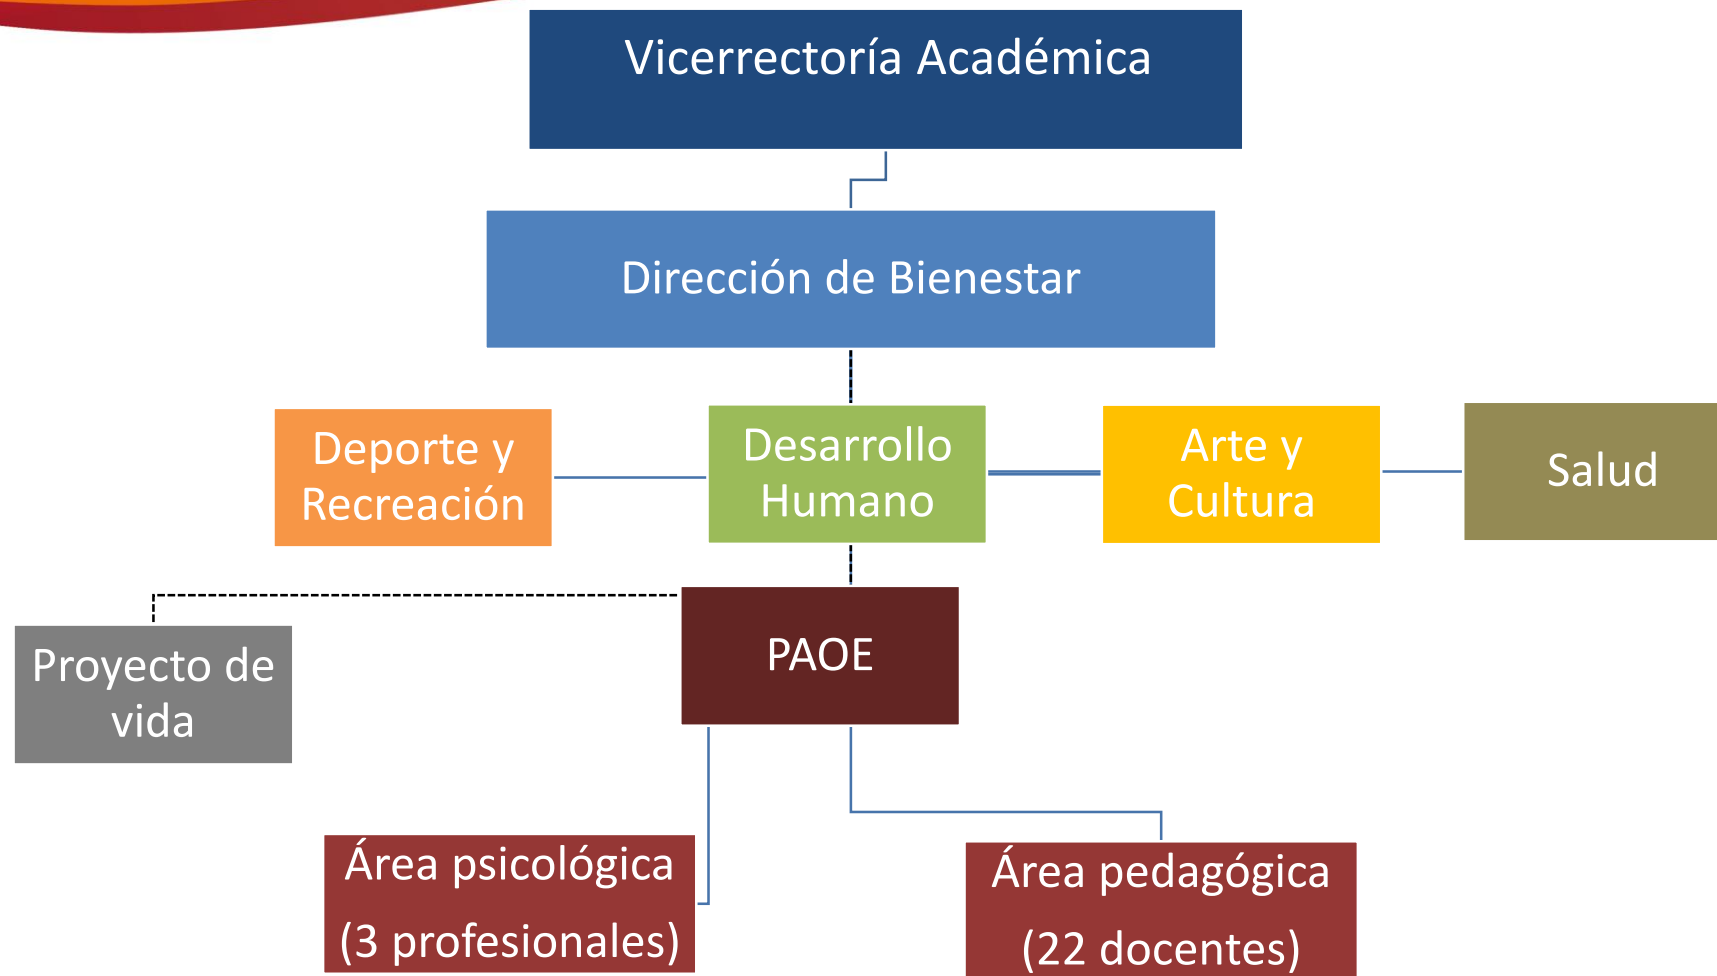 Vicerrectoría Académica
Dirección de Bienestar
Deporte y
Recreación
Desarrollo
Humano
Arte y
Cultura
Salud
Proyecto de
vida
PAOE
Área psicológica
(3 profesionales)
Área pedagógica
(22 docentes)